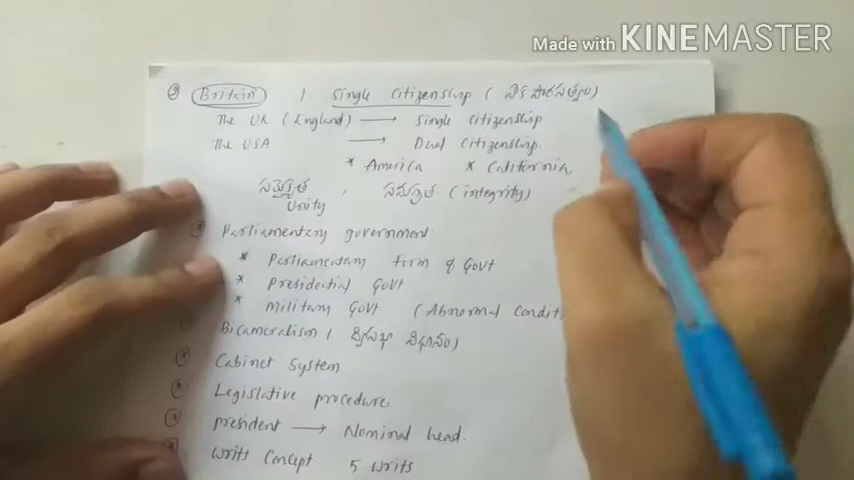 Made with KINEMASTER
Britain 1 Single Citizenship (ఏక పౌరసత్వం)
The UK (England) → Single Citizenship
The USA → Dual Citizenship.
* America * California
సమైక్యత , సమగ్రత (integrity)
Unity
Parliamentary government
* Parliamentary Form of Govt
* Presidential Govt
* Military Govt (Abnormal Condit
Bicameralism / ద్విసభా విధానం)
Cabinet System
Legislative procedure
president → Nominal head.
writs Concept 5 writs